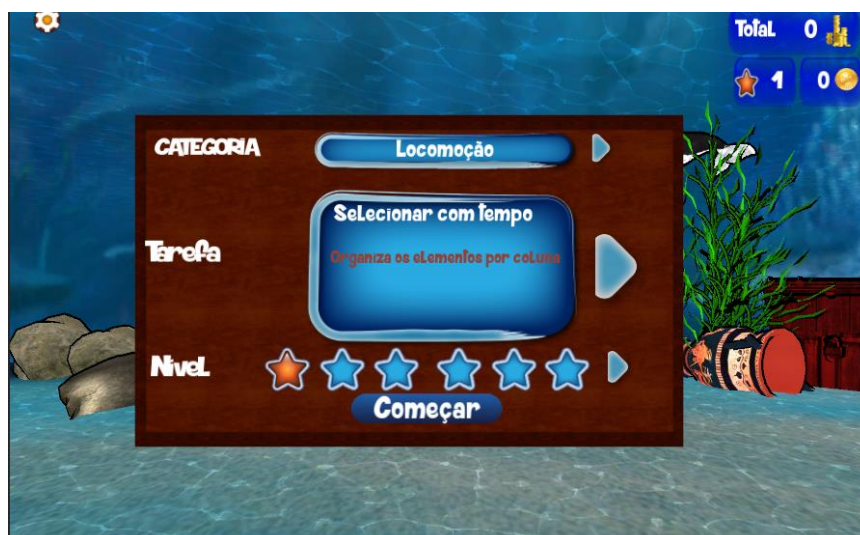 Total 0
1 0
CATEGORIA Locomoção
Tarefa
Selecionar com tempo
Organiza os elementos por coluna
Nivel
Começar